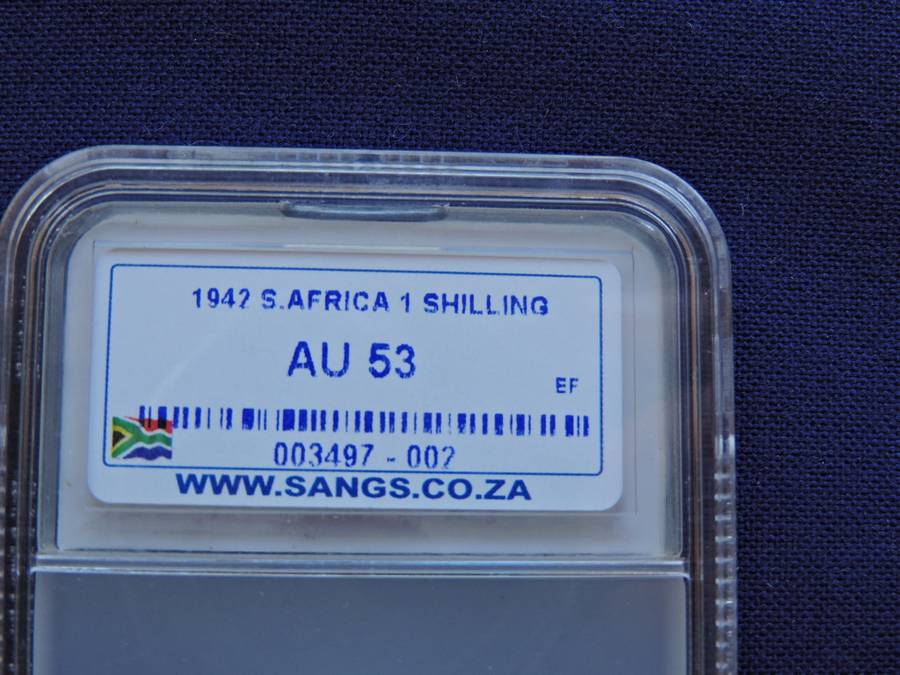 1942 S.AFRICA 1 SHILLING
AU 53
EF
003497 - 002
WWW.SANGS.CO.ZA